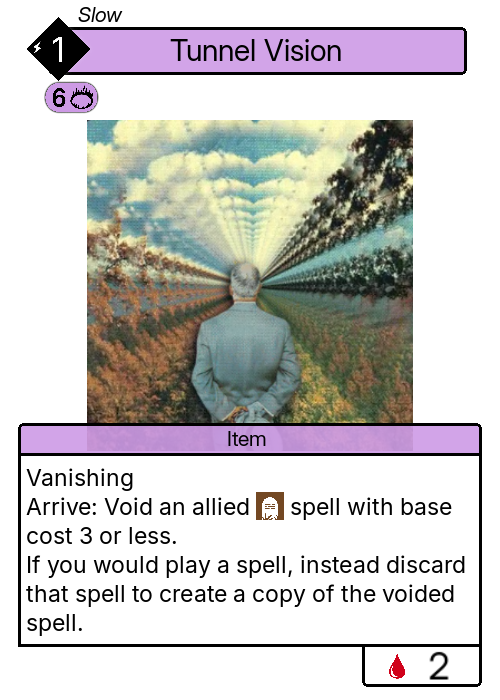 Slow
1
Tunnel Vision
6
Item
Vanishing
Arrive: Void an allied spell with base
cost 3 or less.
If you would play a spell, instead discard
that spell to create a copy of the voided
spell.
2